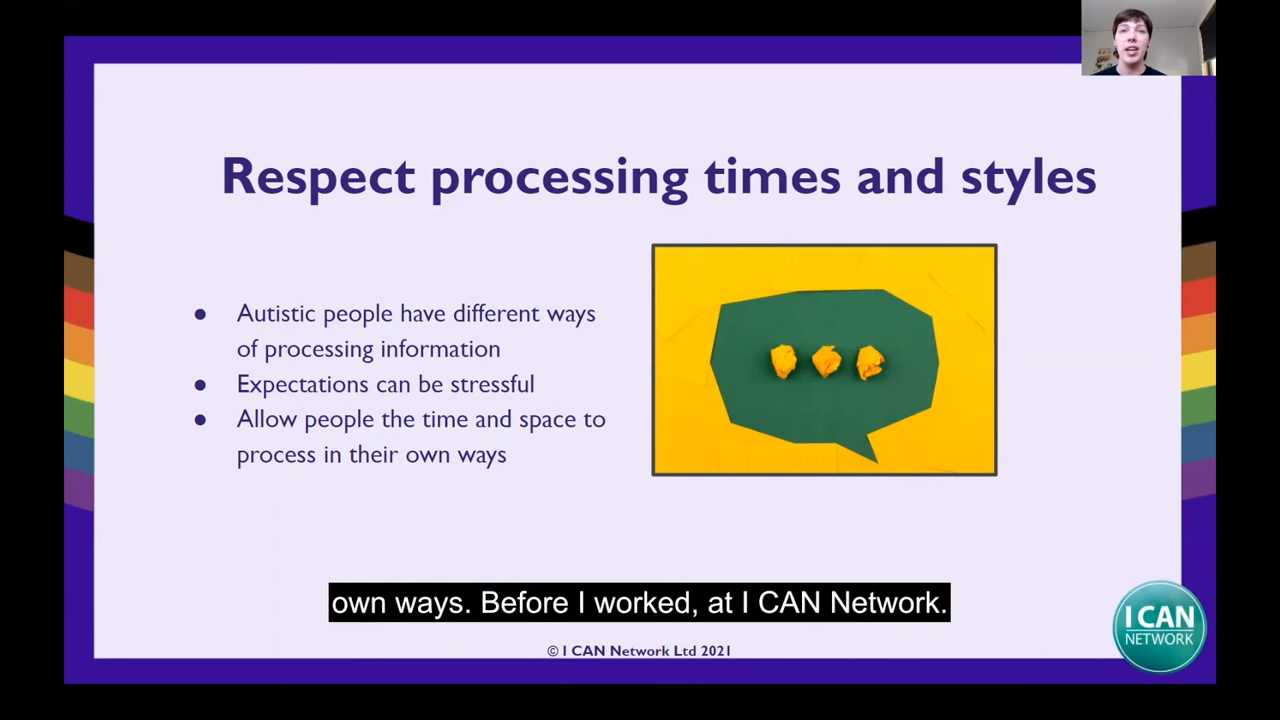 Respect processing times and styles
● Autistic people have different ways
of processing information
● Expectations can be stressful
● Allow people the time and space to
process in their own ways
own ways. Before I worked, at I CAN Network.
© I CAN Network Ltd 2021
I CAN
NETWORK